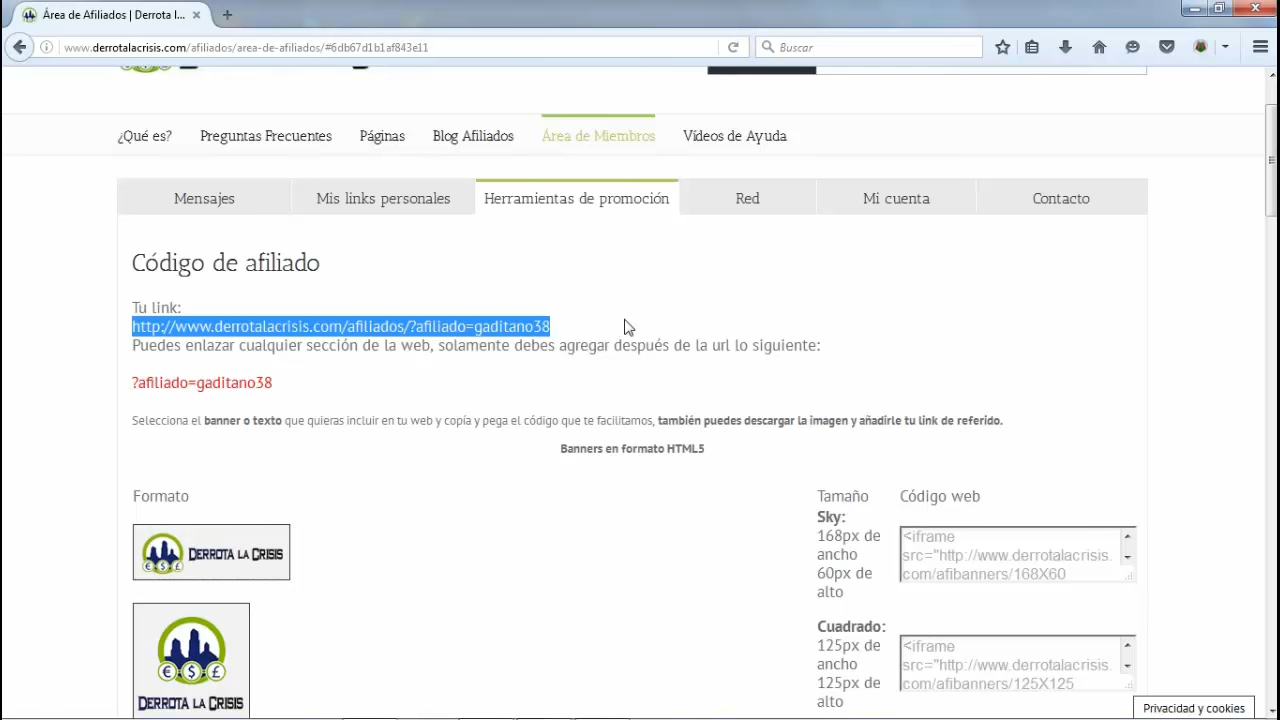 Área de Afiliados | Derrota l...
www.derrotalacrisis.com/afiliados/area-de-afiliados/#6db67d1b1af843e11
Buscar
¿Qué es?
Preguntas Frecuentes
Páginas
Blog Afiliados
Área de Miembros
Vídeos de Ayuda
Mensajes
Mis links personales
Herramientas de promoción
Red
Mi cuenta
Contacto
Código de afiliado
Tu link:
http://www.derrotalacrisis.com/afiliados/?afiliado=gaditano38
Puedes enlazar cualquier sección de la web, solamente debes agregar después de la url lo siguiente:
?afiliado=gaditano38
Selecciona el banner o texto que quieras incluir en tu web y copía y pega el código que te facilitamos, también puedes descargar la imagen y añadirle tu link de referido.
Banners en formato HTML5
Formato
Tamaño
Código web
DERROTA LA CRISIS
€ $ £
Sky:
168px de
ancho
60px de
alto
<iframe
src="http://www.derrotalacrisis.
com/afibanners/168X60
€ $ £
DERROTA LA CRISIS
Cuadrado:
125px de
ancho
125px de
alto
<iframe
src="http://www.derrotalacrisis.
com/afibanners/125X125
Privacidad y cookies